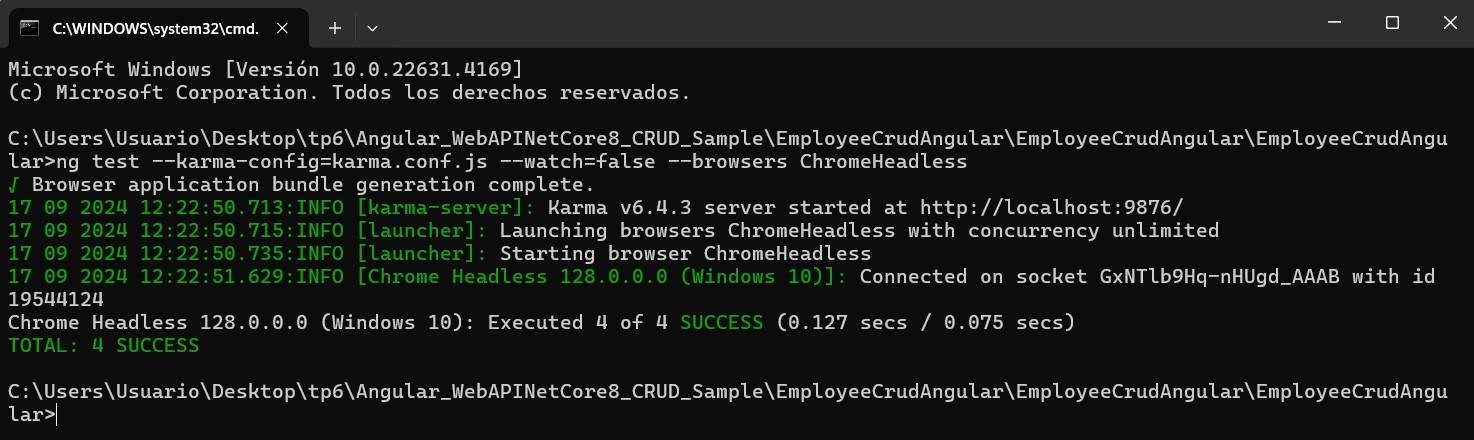 C:\WINDOWS\system32\cmd.
Microsoft Windows [Versión 10.0.22631.4169]
(c) Microsoft Corporation. Todos los derechos reservados.
C:\Users\Usuario\Desktop\tp6\Angular_WebAPINetCore8_CRUD_Sample\EmployeeCrudAngular\EmployeeCrudAngular\EmployeeCrudAngu
lar>ng test --karma-config=karma.conf.js --watch=false --browsers ChromeHeadless
√ Browser application bundle generation complete.
17 09 2024 12:22:50.713:INFO [karma-server]: Karma v6.4.3 server started at http://localhost:9876/
17 09 2024 12:22:50.715:INFO [launcher]: Launching browsers ChromeHeadless with concurrency unlimited
17 09 2024 12:22:50.735:INFO [launcher]: Starting browser ChromeHeadless
17 09 2024 12:22:51.629:INFO [Chrome Headless 128.0.0.0 (Windows 10)]: Connected on socket GxNTlb9Hq-nHUgd_AAAB with id
19544124
Chrome Headless 128.0.0.0 (Windows 10): Executed 4 of 4 SUCCESS (0.127 secs / 0.075 secs)
TOTAL: 4 SUCCESS
C:\Users\Usuario\Desktop\tp6\Angular_WebAPINetCore8_CRUD_Sample\EmployeeCrudAngular\EmployeeCrudAngular\EmployeeCrudAngu
lar>